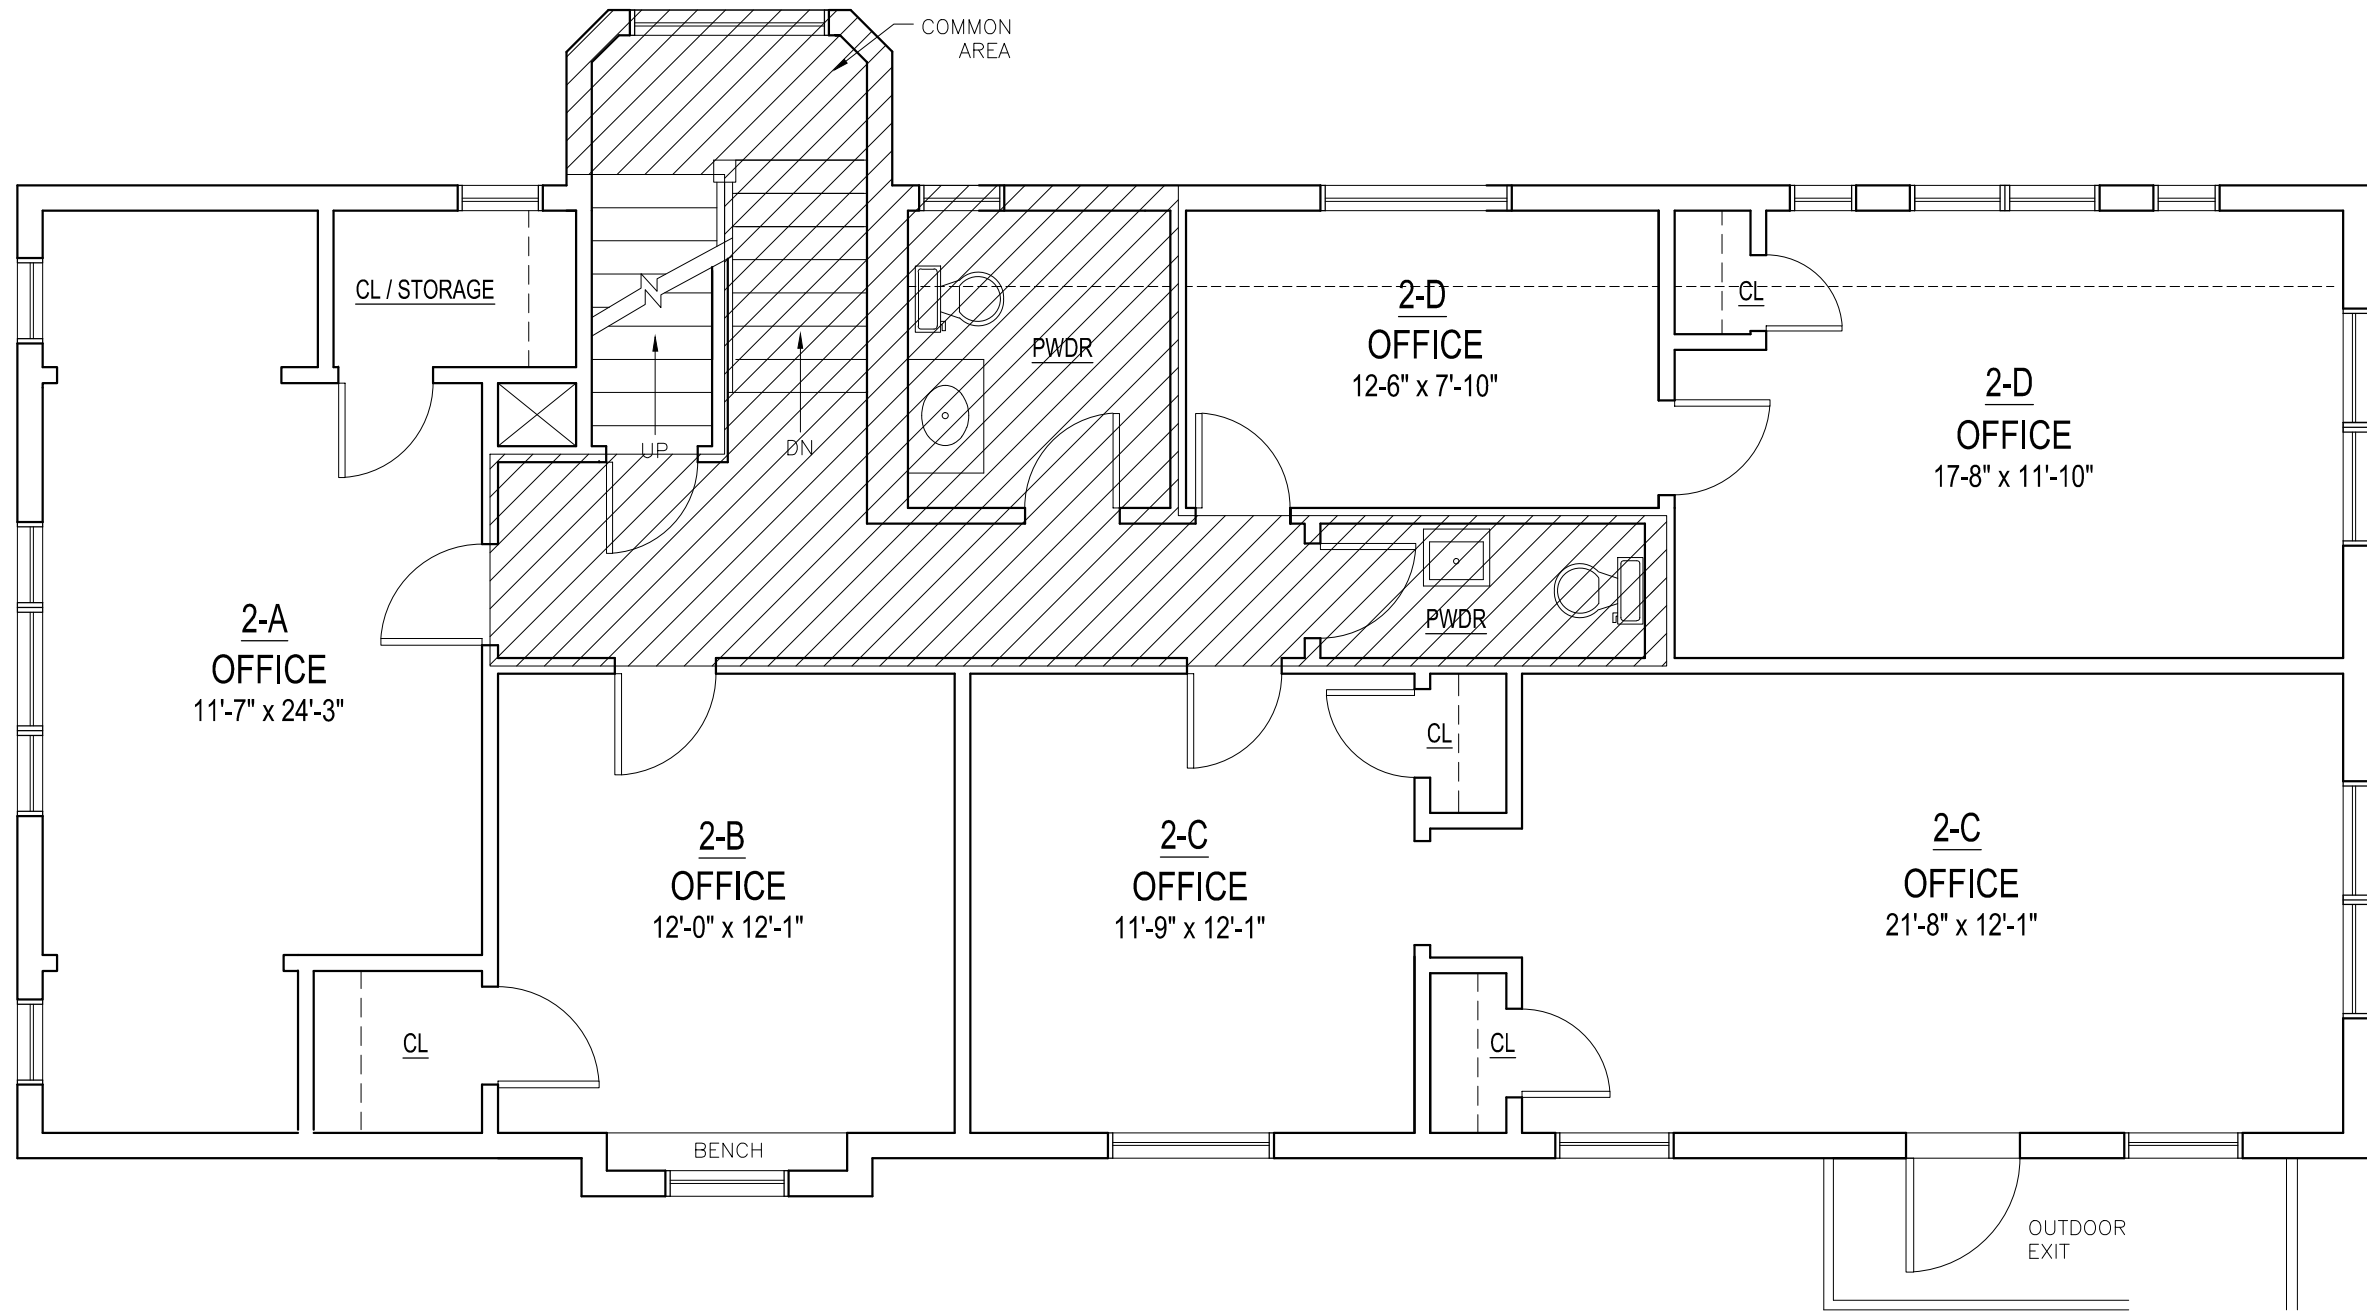 COMMON
AREA
CL / STORAGE
UP
DN
PWDR
2-D
OFFICE
12-6" x 7'-10"
CL
2-D
OFFICE
17-8" x 11'-10"
2-A
OFFICE
11'-7" x 24'-3"
PWDR
CL
2-B
OFFICE
12'-0" x 12'-1"
2-C
OFFICE
11'-9" x 12'-1"
2-C
OFFICE
21'-8" x 12'-1"
CL
CL
BENCH
OUTDOOR
EXIT